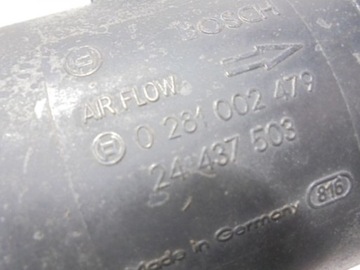 BOSCH
AIR FLOW
0 281 002 479
24 437 503
Made in Germany 816